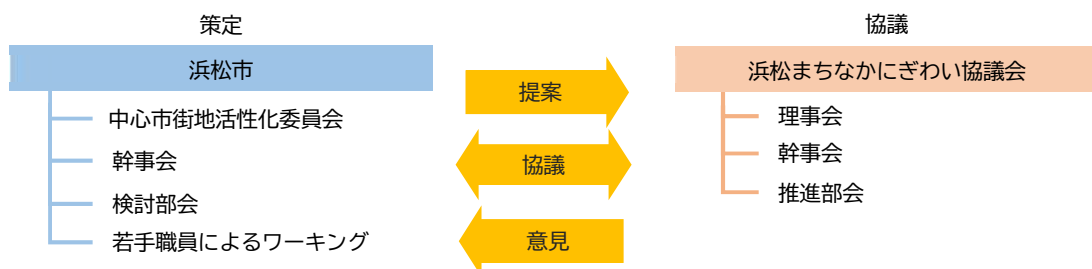 策定
浜松市
中心市街地活性化委員会
幹事会
検討部会
若手職員によるワーキング
提案
協議
意見
協議
浜松まちなかにぎわい協議会
理事会
幹事会
推進部会